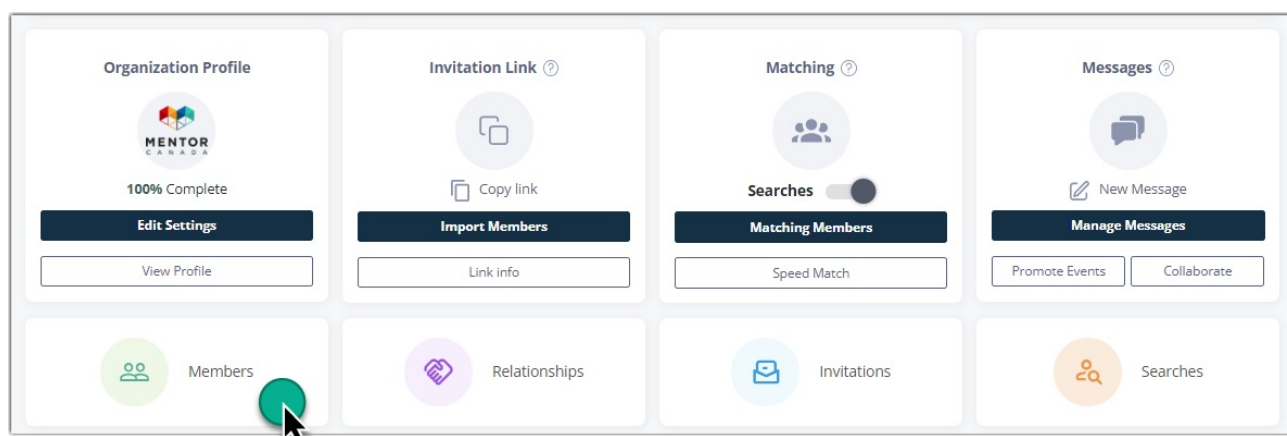 Organization Profile
MENTOR
CANADA
100% Complete
Edit Settings
View Profile
Invitation Link ?
Copy link
Import Members
Link info
Matching ?
Searches
Matching Members
Speed Match
Messages ?
New Message
Manage Messages
Promote Events
Collaborate
Members
Relationships
Invitations
Searches